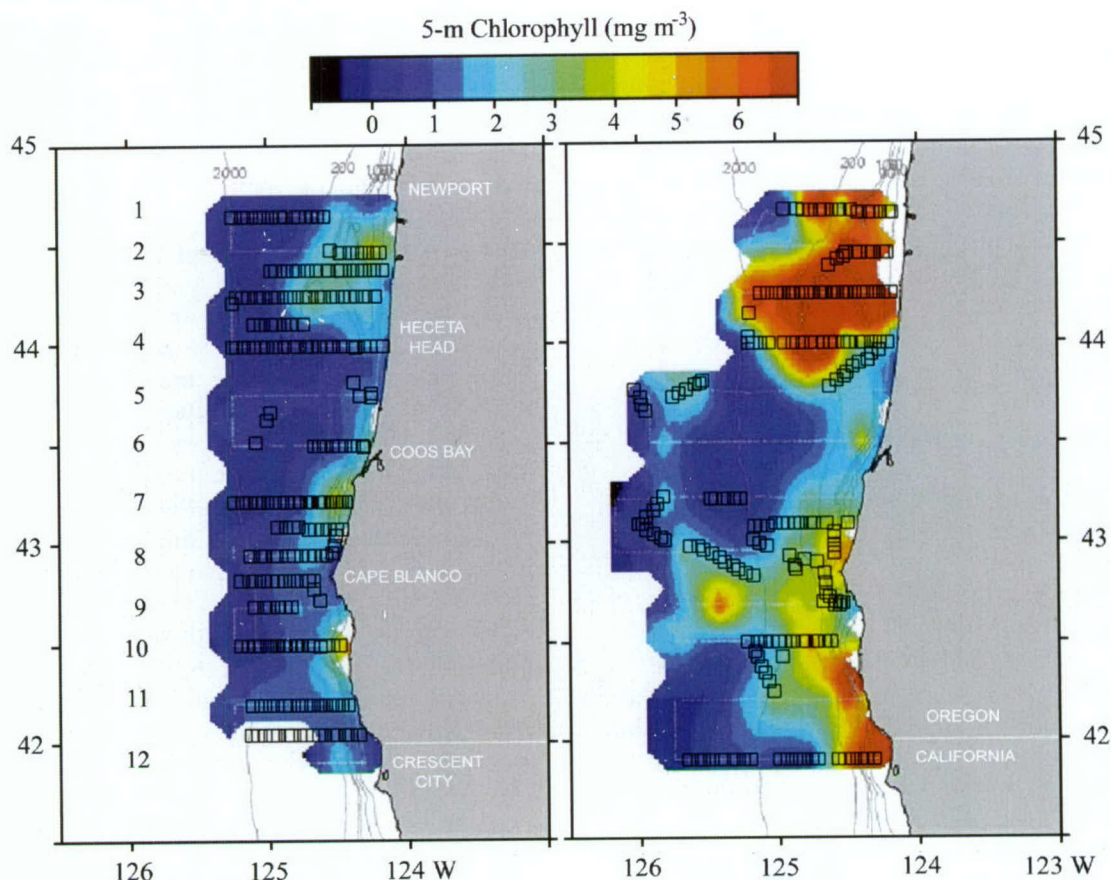 5-m Chlorophyll (mg m⁻³)
0 1 2 3 4 5 6
45
45
2000
200
NEWPORT
2000
200
1
2
3
HECETA
HEAD
4
44
44
5
6
COOS BAY
7
43
43
8
CAPE BLANCO
9
10
11
OREGON
42
42
12
CRESCENT
CITY
CALIFORNIA
126 125 124 W
126 125 124 W 123 W